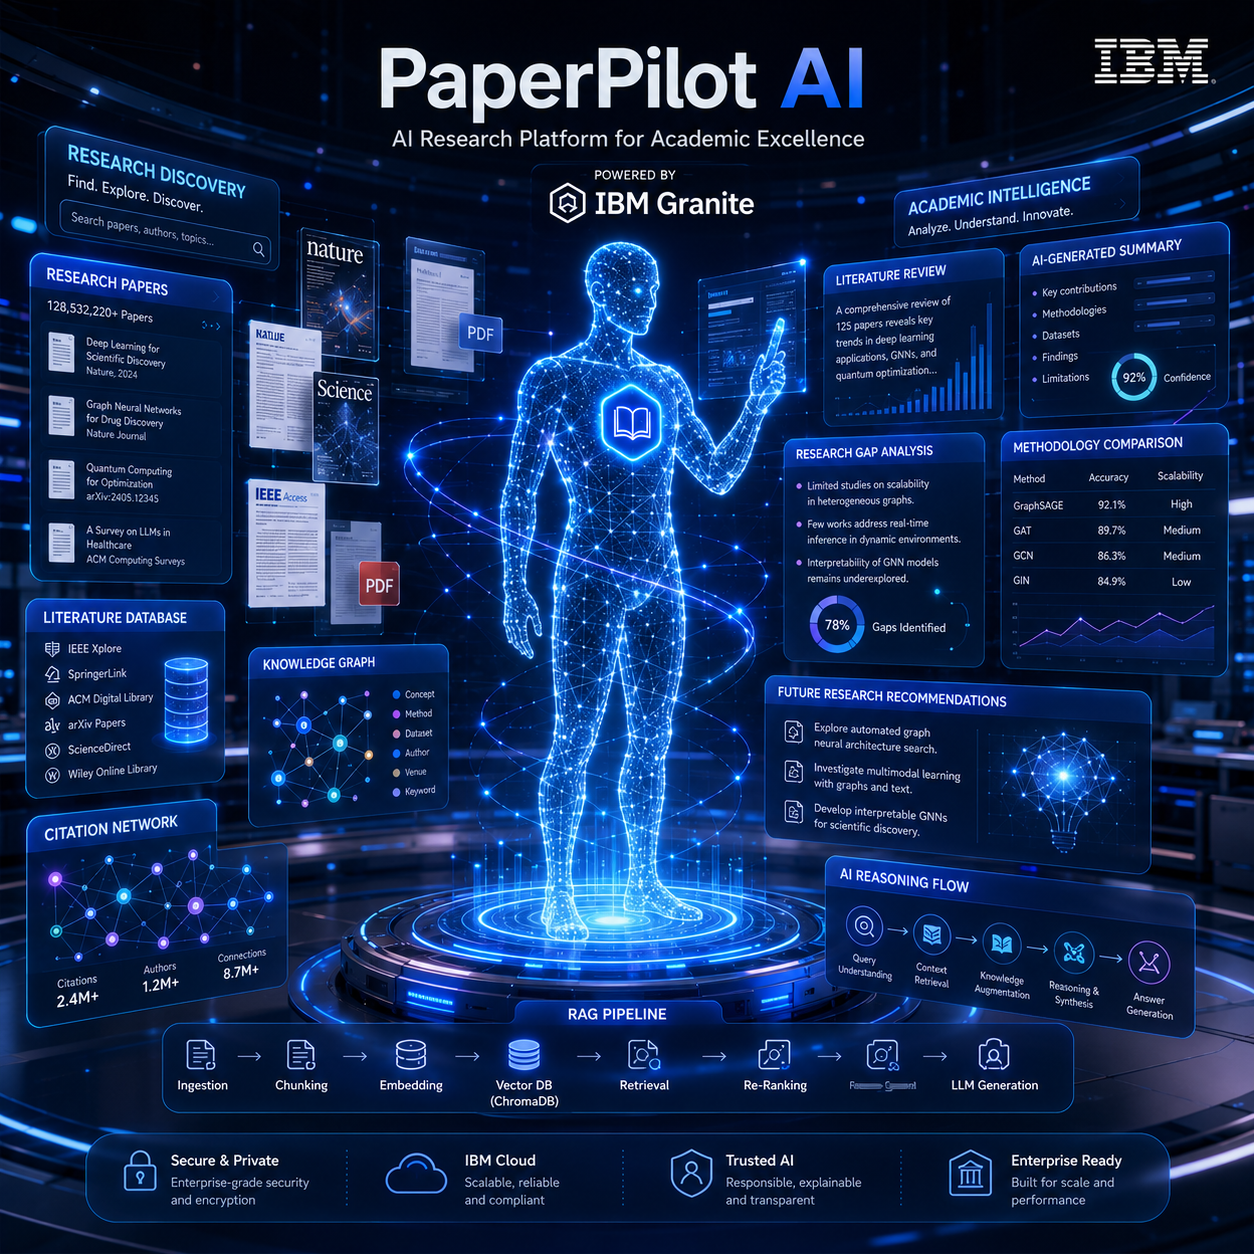 PaperPilot AI
AI Research Platform for Academic Excellence
POWERED BY
IBM Granite
IBM
RESEARCH DISCOVERY
Find. Explore. Discover.
Search papers, authors, topics...
RESEARCH PAPERS
128,532,220+ Papers
Deep Learning for
Scientific Discovery
Nature, 2024
Graph Neural Networks
for Drug Discovery
Nature Journal
Quantum Computing
for Optimization
arXiv:2405.12345
A Survey on LLMs in
Healthcare
ACM Computing Surveys
nature
Science
IEEE Access
PDF
PDF
LITERATURE DATABASE
IEEE Xplore
SpringerLink
ACM Digital Library
arXiv Papers
ScienceDirect
Wiley Online Library
KNOWLEDGE GRAPH
Concept
Method
Dataset
Author
Venue
Keyword
CITATION NETWORK
Citations
2.4M+
Authors
1.2M+
Connections
8.7M+
ACADEMIC INTELLIGENCE
Analyze. Understand. Innovate.
LITERATURE REVIEW
A comprehensive review of
125 papers reveals key
trends in deep learning
applications, GNNs, and
quantum optimization...
AI-GENERATED SUMMARY
Key contributions
Methodologies
Datasets
Findings
Limitations
92%
Confidence
RESEARCH GAP ANALYSIS
Limited studies on scalability
in heterogeneous graphs.
Few works address real-time
inference in dynamic environments.
Interpretability of GNN models
remains underexplored.
78%
Gaps Identified
METHODOLOGY COMPARISON
Method Accuracy Scalability
GraphSAGE 92.1% High
GAT 89.7% Medium
GCN 86.3% Medium
GIN 84.9% Low
FUTURE RESEARCH RECOMMENDATIONS
Explore automated graph
neural architecture search.
Investigate multimodal learning
with graphs and text.
Develop interpretable GNNs
for scientific discovery.
AI REASONING FLOW
Query
Understanding
Context
Retrieval
Knowledge
Augmentation
Reasoning &
Synthesis
Answer
Generation
RAG PIPELINE
Ingestion
Chunking
Embedding
Vector DB
(ChromaDB)
Retrieval
Re-Ranking
LLM Generation
Secure & Private
Enterprise-grade security
and encryption
IBM Cloud
Scalable, reliable
and compliant
Trusted AI
Responsible, explainable
and transparent
Enterprise Ready
Built for scale and
performance